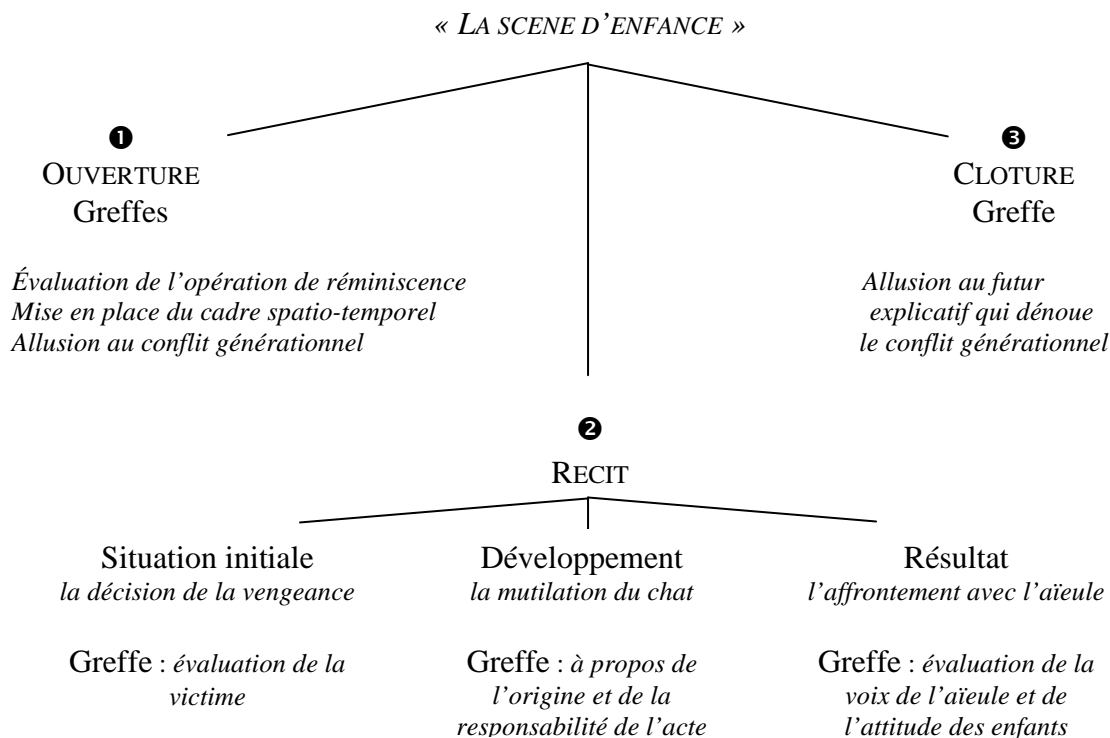 « LA SCENE D'ENFANCE »
❶
OUVERTURE
Greffes
Évaluation de l'opération de réminiscence
Mise en place du cadre spatio-temporel
Allusion au conflit générationnel
❸
CLOTURE
Greffe
Allusion au futur
explicatif qui dénoue
le conflit générationnel
❷
RECIT
Situation initiale
la décision de la vengeance
Greffe : évaluation de la
victime
Développement
la mutilation du chat
Greffe : à propos de
l'origine et de la
responsabilité de l'acte
Résultat
l'affrontement avec l'aïeule
Greffe : évaluation de la
voix de l'aïeule et de
l'attitude des enfants